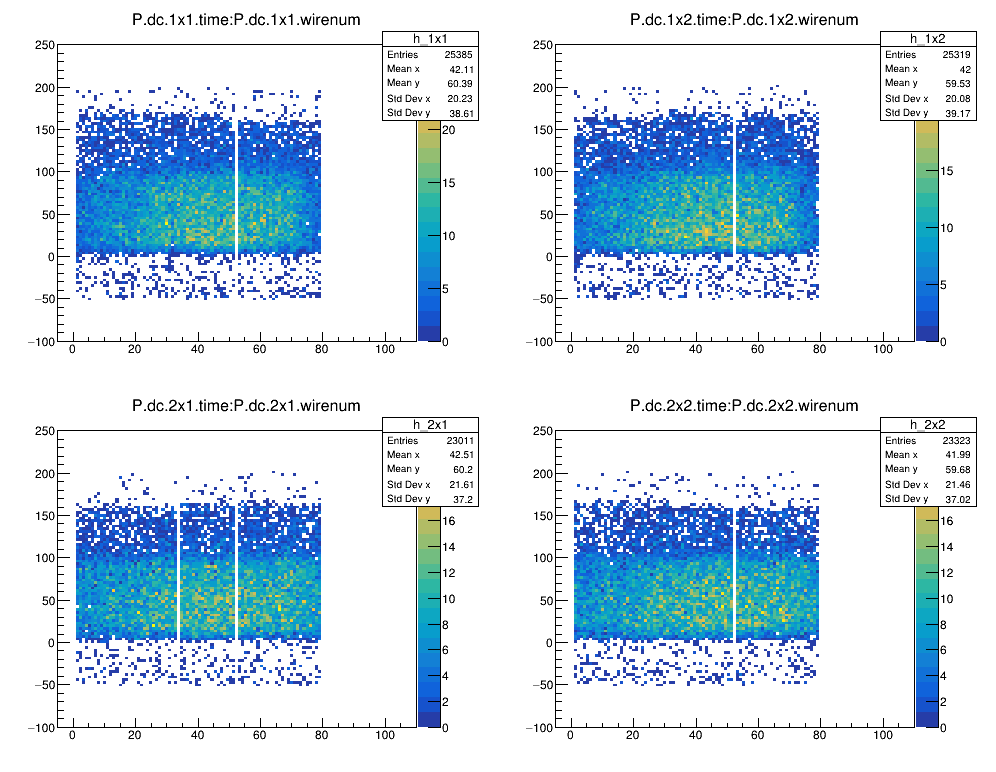 P.dc.1x1.time:P.dc.1x1.wirenum
h_1x1
Entries 25385
Mean x 42.11
Mean y 60.39
Std Dev x 20.23
Std Dev y 38.61
250
200
150
100
50
0
−50
−100
0 20 40 60 80 100
20
15
10
5
0
P.dc.1x2.time:P.dc.1x2.wirenum
h_1x2
Entries 25319
Mean x 42
Mean y 59.53
Std Dev x 20.08
Std Dev y 39.17
250
200
150
100
50
0
−50
−100
0 20 40 60 80 100
15
10
5
0
P.dc.2x1.time:P.dc.2x1.wirenum
h_2x1
Entries 23011
Mean x 42.51
Mean y 60.2
Std Dev x 21.61
Std Dev y 37.2
250
200
150
100
50
0
−50
−100
0 20 40 60 80 100
16
14
12
10
8
6
4
2
0
P.dc.2x2.time:P.dc.2x2.wirenum
h_2x2
Entries 23323
Mean x 41.99
Mean y 59.68
Std Dev x 21.46
Std Dev y 37.02
250
200
150
100
50
0
−50
−100
0 20 40 60 80 100
16
14
12
10
8
6
4
2
0